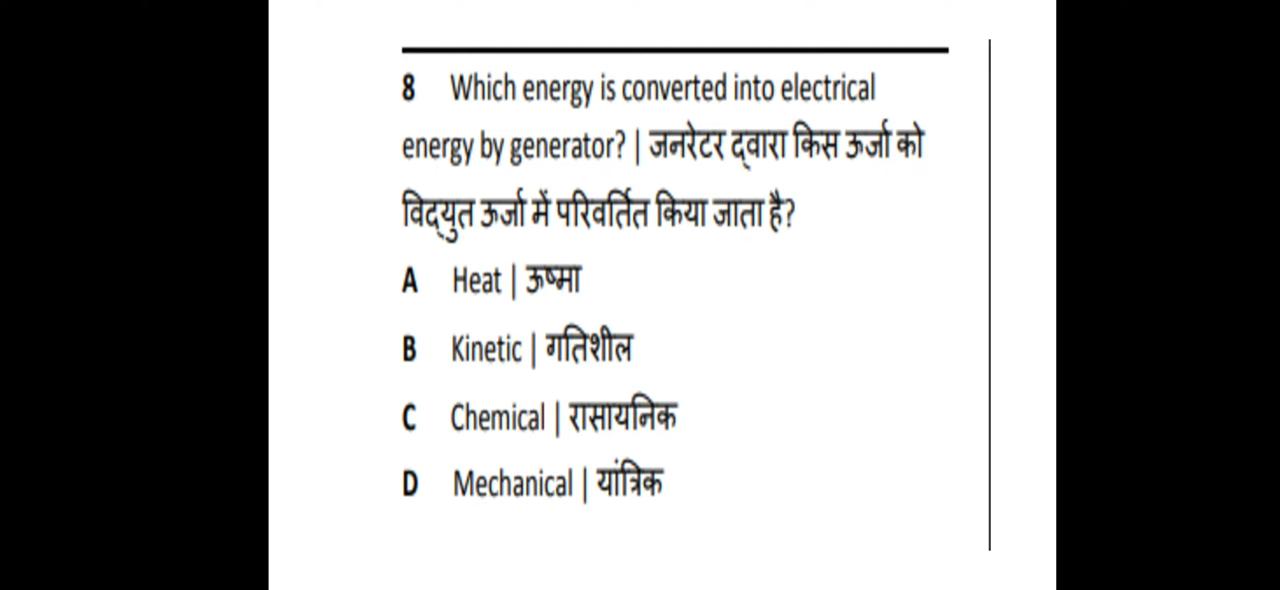 8 Which energy is converted into electrical
energy by generator? | जनरेटर द्वारा किस ऊर्जा को
विद्युत ऊर्जा में परिवर्तित किया जाता है?
A Heat | ऊष्मा
B Kinetic | गतिशील
C Chemical | रासायनिक
D Mechanical | यांत्रिक